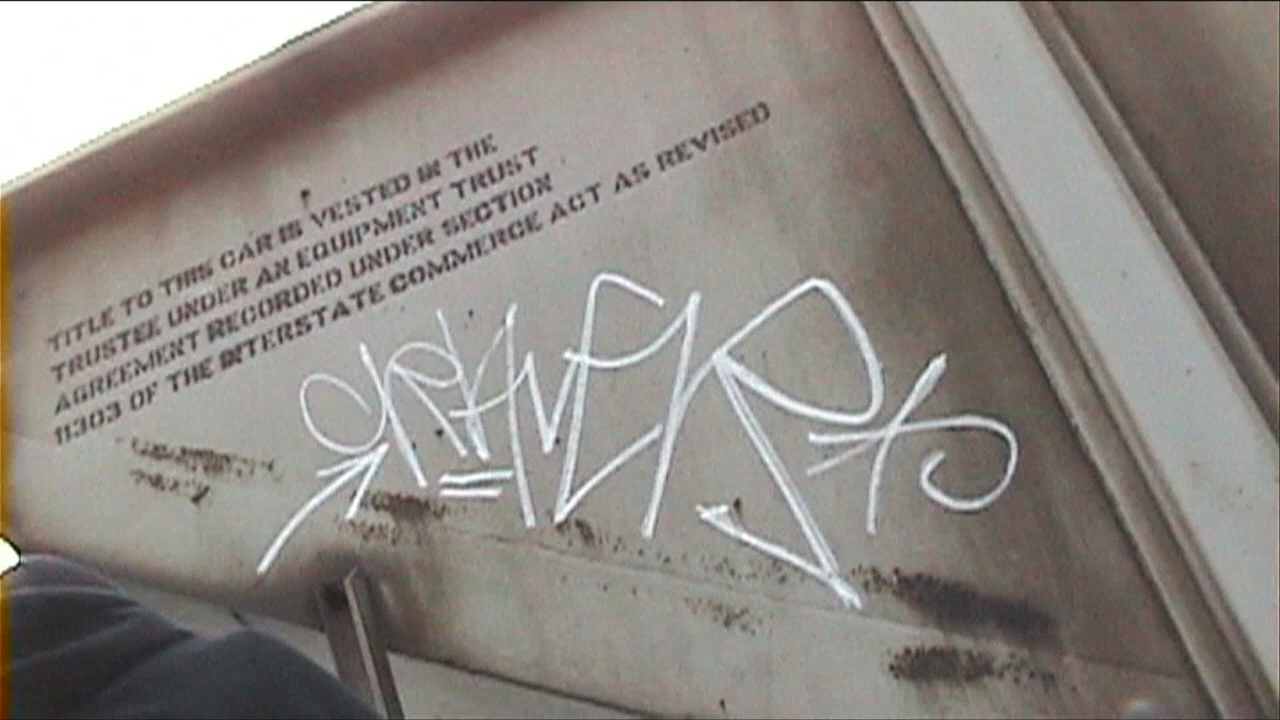 TITLE TO THIS CAR IS VESTED IN THE
TRUSTEE UNDER AN EQUIPMENT TRUST
AGREEMENT RECORDED UNDER SECTION
11303 OF THE INTERSTATE COMMERCE ACT AS REVISED